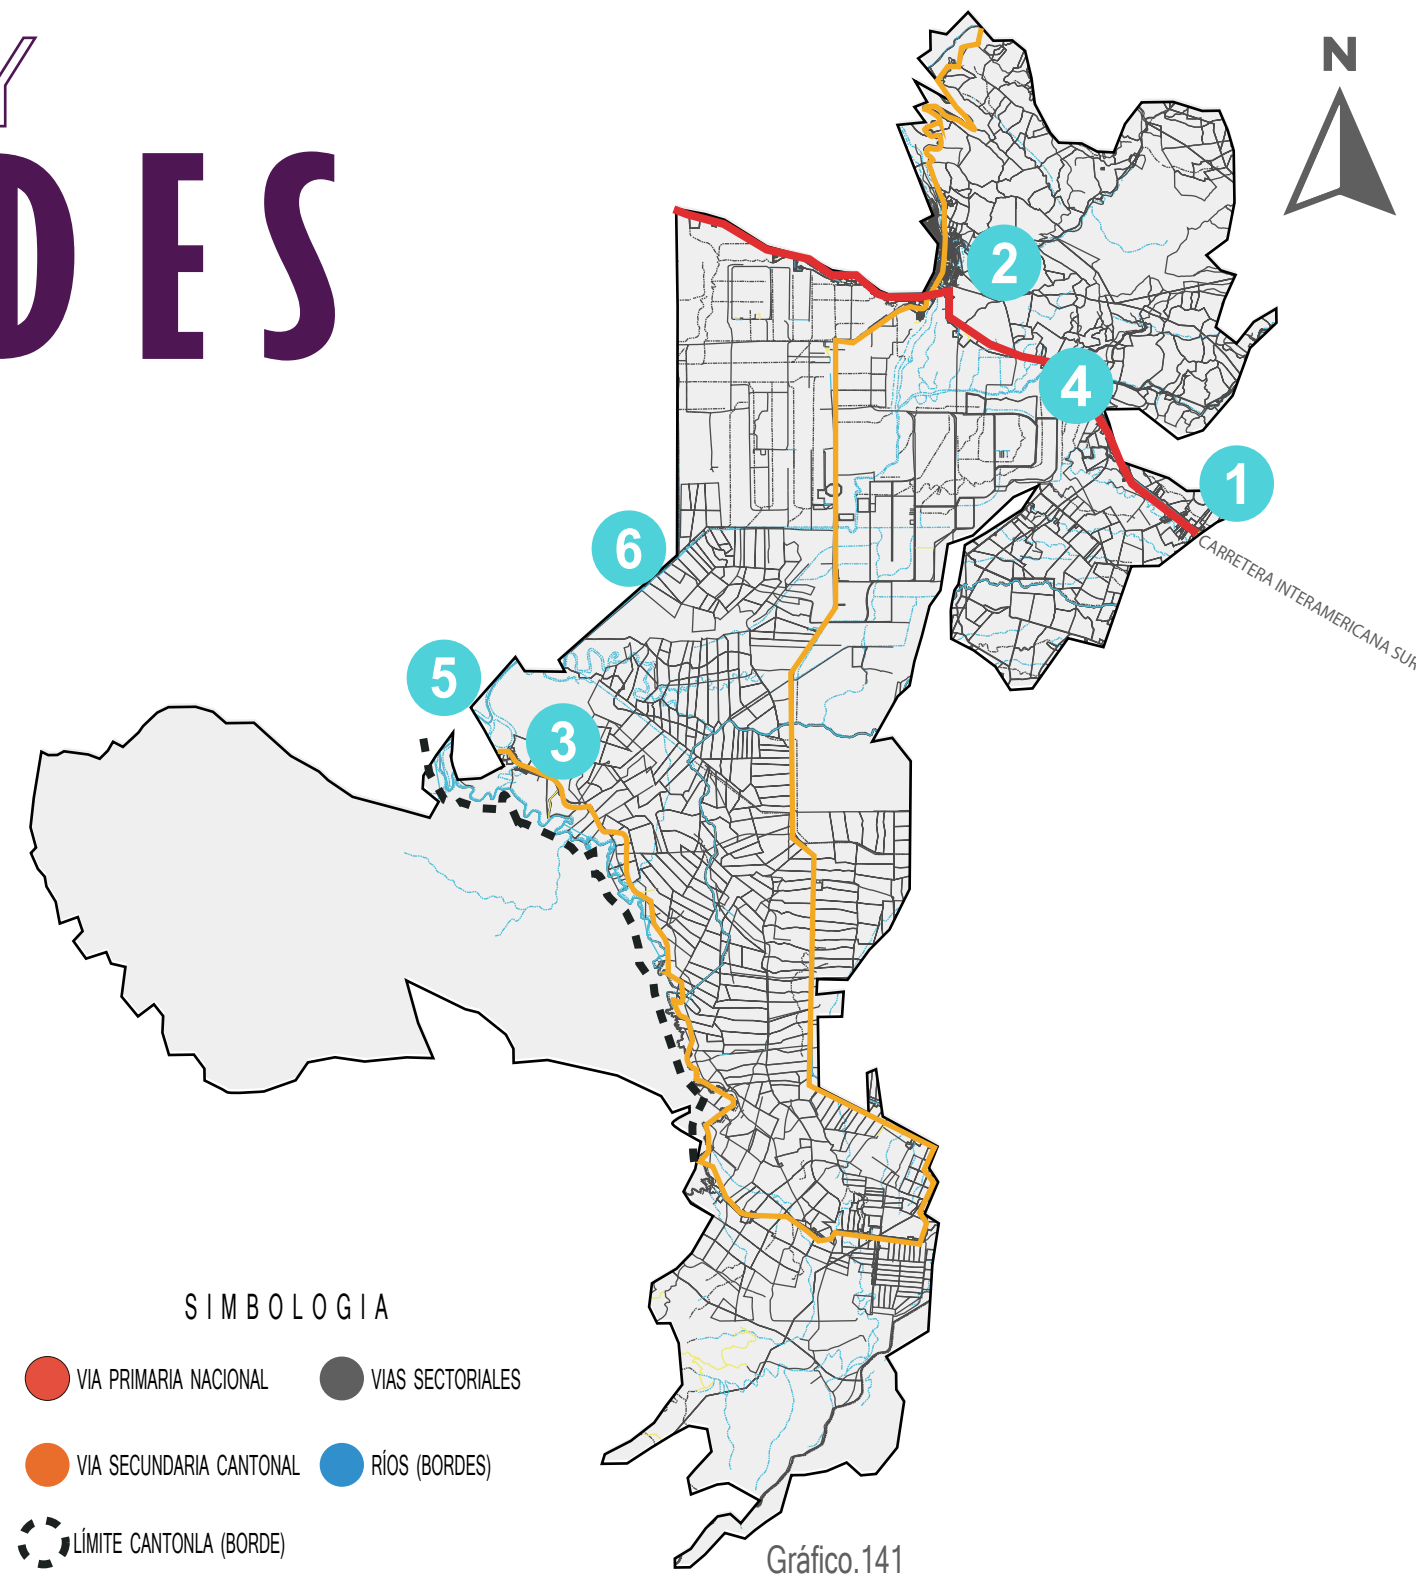 Y
DES
N
2
4
1
6
CARRETERA INTERAMERICANA SUR
5
3
SIMBOLOGIA
VIA PRIMARIA NACIONAL
VIAS SECTORIALES
VIA SECUNDARIA CANTONAL
RÍOS (BORDES)
LÍMITE CANTONLA (BORDE)
Gráfico.141